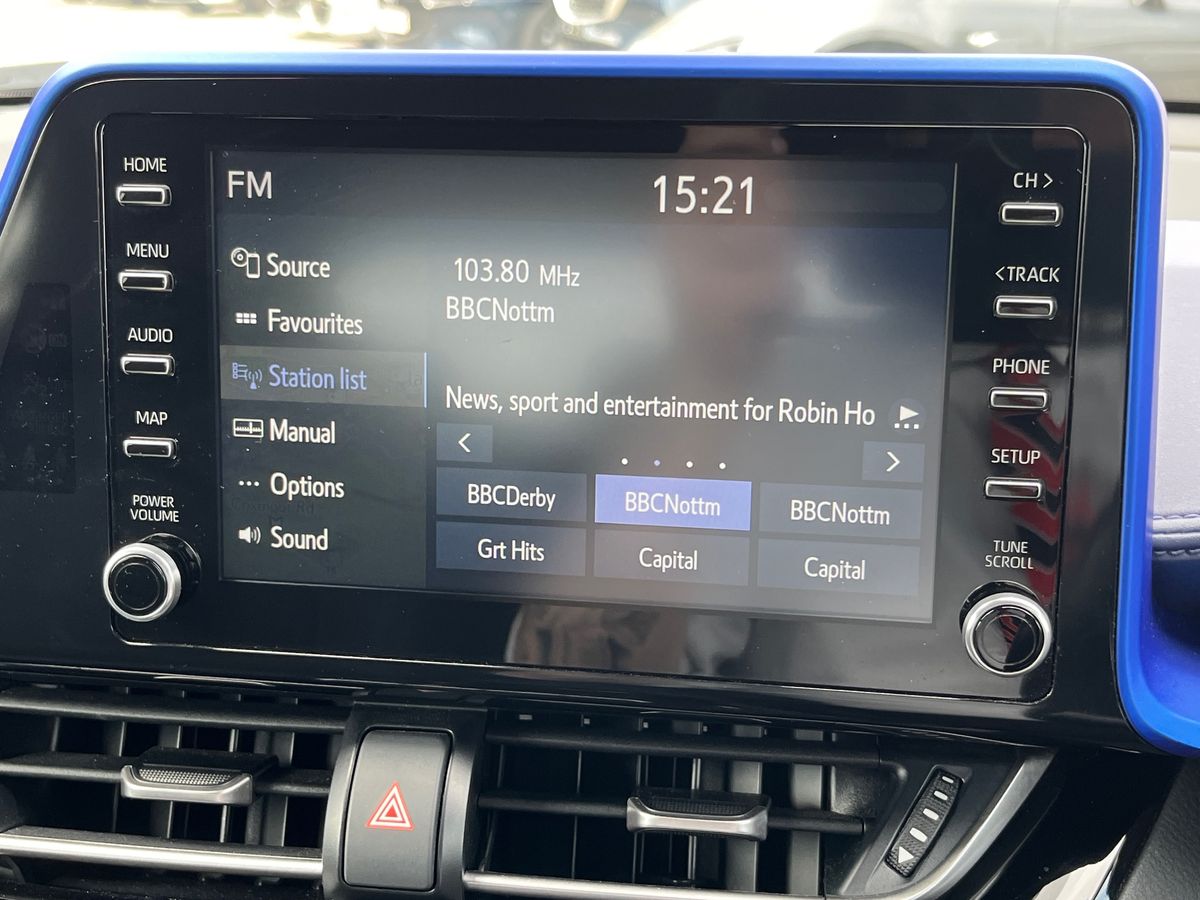 HOME
MENU
AUDIO
MAP
POWER
VOLUME
FM
15:21
Source
Favourites
Station list
Manual
Options
Sound
103.80 MHz
BBCNottm
News, sport and entertainment for Robin Ho
BBCDerby
BBCNottm
BBCNottm
Grt Hits
Capital
Capital
CH >
<TRACK
PHONE
SETUP
TUNE
SCROLL